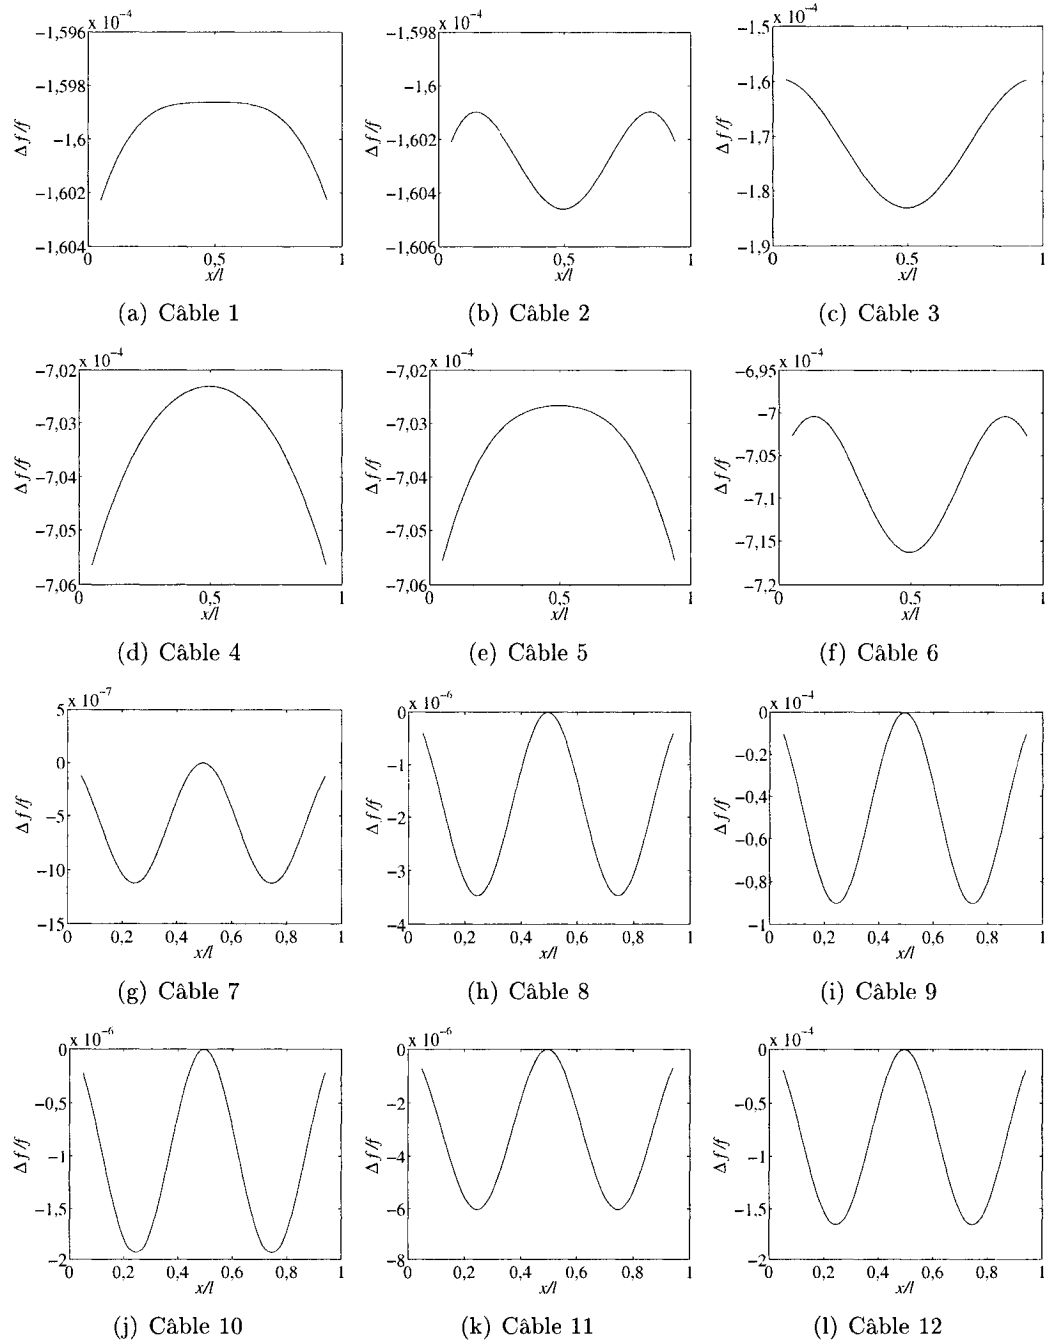 x 10⁻⁴ x 10⁻⁴ x 10⁻⁴
−1,596 −1,598 −1,5
−1,598 −1,6 −1,6
−1,6 −1,602 −1,7
−1,602 −1,604 −1,8
−1,604 −1,606 −1,9
Δf/f Δf/f Δf/f
0 0,5 1 0 0,5 1 0 0,5 1
x/l x/l x/l
(a) Câble 1 (b) Câble 2 (c) Câble 3
x 10⁻⁴ x 10⁻⁴ x 10⁻⁴
−7,02 −7,02 −6,95
−7,03 −7,03 −7
−7,04 −7,04 −7,05
−7,05 −7,05 −7,1
−7,06 −7,06 −7,15
−7,2
Δf/f Δf/f Δf/f
0 0,5 1 0 0,5 1 0 0,5 1
x/l x/l x/l
(d) Câble 4 (e) Câble 5 (f) Câble 6
x 10⁻⁷ x 10⁻⁶ x 10⁻⁴
5 0 0
0 −1 −0,2
−5 −2 −0,4
−10 −3 −0,6
−15 −4 −0,8
−1
Δf/f Δf/f Δf/f
0 0,2 0,4 0,6 0,8 1 0 0,2 0,4 0,6 0,8 1 0 0,2 0,4 0,6 0,8 1
x/l x/l x/l
(g) Câble 7 (h) Câble 8 (i) Câble 9
x 10⁻⁶ x 10⁻⁶ x 10⁻⁴
0 0 0
−0,5 −2 −0,5
−1 −4 −1
−1,5 −6 −1,5
−2 −8 −2
Δf/f Δf/f Δf/f
0 0,2 0,4 0,6 0,8 1 0 0,2 0,4 0,6 0,8 1 0 0,2 0,4 0,6 0,8 1
x/l x/l x/l
(j) Câble 10 (k) Câble 11 (l) Câble 12